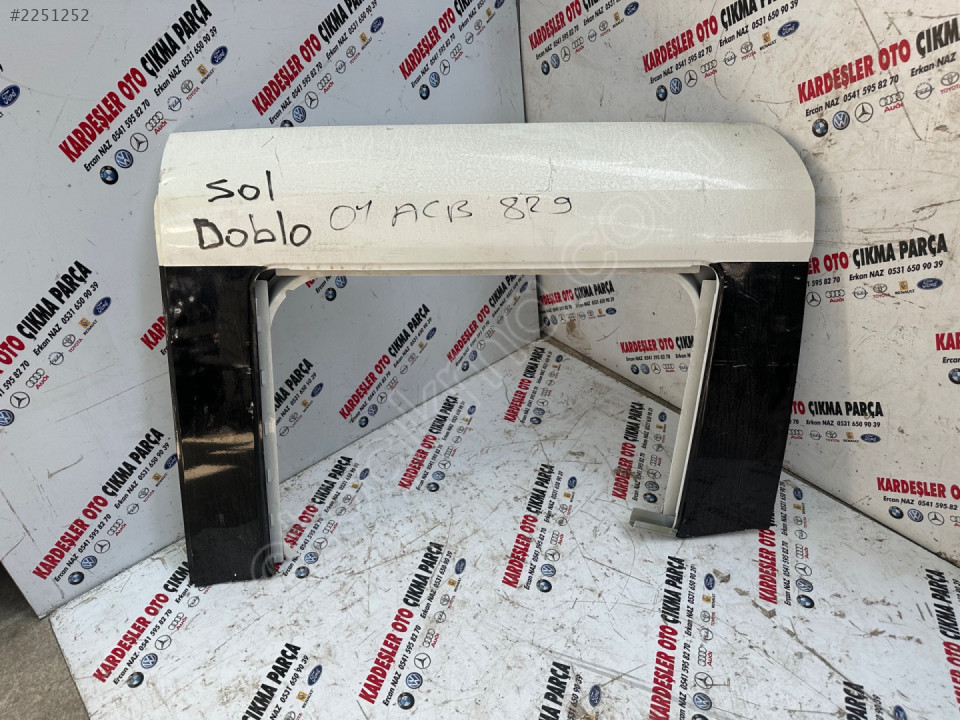 #2251252
KARDEŞLER OTO ÇIKMA PARÇA
Ercan NAZ 0541 595 82 70 Erkan NAZ 0531 650 90 39
Sol
Doblo
01 ACB 829